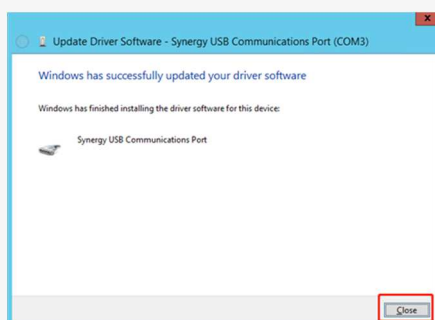 x
Update Driver Software - Synergy USB Communications Port (COM3)
Windows has successfully updated your driver software
Windows has finished installing the driver software for this device:
Synergy USB Communications Port
Close